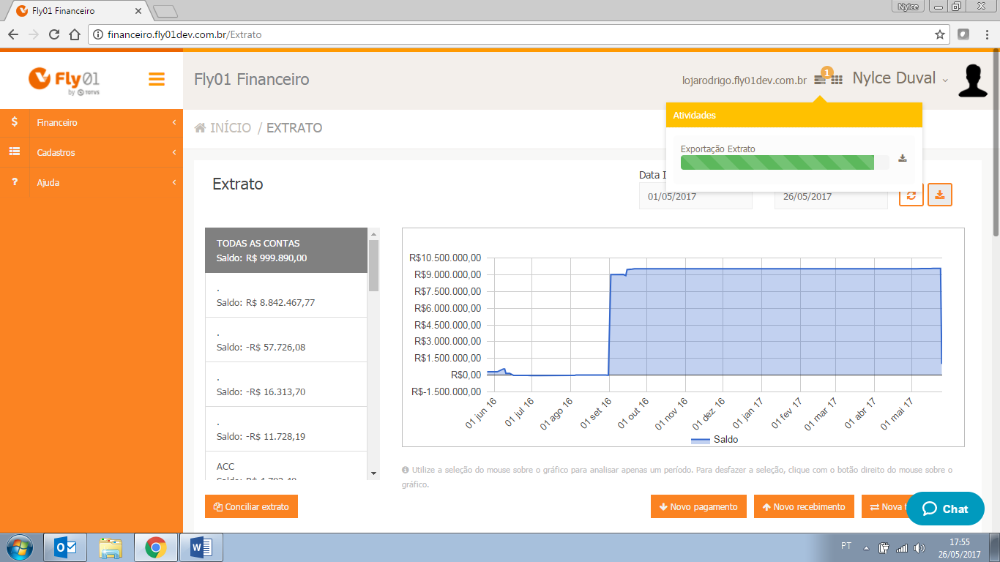 Fly01 Financeiro
Nylce
financeiro.fly01dev.com.br/Extrato
Fly01
by TOTVS
Fly01 Financeiro
lojarodrigo.fly01dev.com.br
1
Nylce Duval
Financeiro
Cadastros
Ajuda
INÍCIO / EXTRATO
Atividades
Exportação Extrato
Extrato
Data I
01/05/2017
26/05/2017
TODAS AS CONTAS
Saldo: R$ 999.890,00
.
Saldo: R$ 8.842.467,77
.
Saldo: -R$ 57.726,08
.
Saldo: -R$ 16.313,70
.
Saldo: -R$ 11.728,19
ACC
R$10.500.000,00
R$9.000.000,00
R$7.500.000,00
R$6.000.000,00
R$4.500.000,00
R$3.000.000,00
R$1.500.000,00
R$0,00
R$-1.500.000,00
01 jun 16
01 jul 16
01 ago 16
01 set 16
01 out 16
01 nov 16
01 dez 16
01 jan 17
01 fev 17
01 mar 17
01 abr 17
01 mai 17
Saldo
Utilize a seleção do mouse sobre o gráfico para analisar apenas um período. Para desfazer a seleção, clique com o botão direito do mouse sobre o
gráfico.
Conciliar extrato
Novo pagamento
Novo recebimento
Nova t
Chat
PT
17:55
26/05/2017